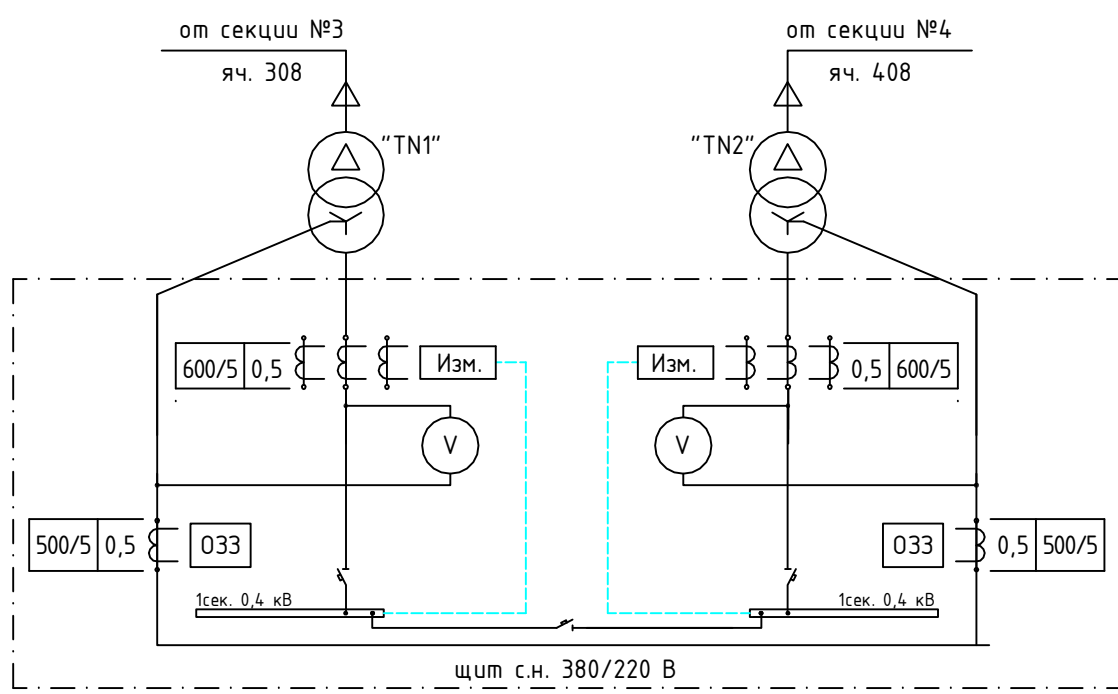 от секции №3
от секции №4
яч. 308
яч. 408
"TN1"
"TN2"
600/5 0,5
Изм.
Изм.
0,5 600/5
V
V
500/5 0,5
ОЗЗ
ОЗЗ
0,5 500/5
1сек. 0,4 кВ
1сек. 0,4 кВ
щит с.н. 380/220 В